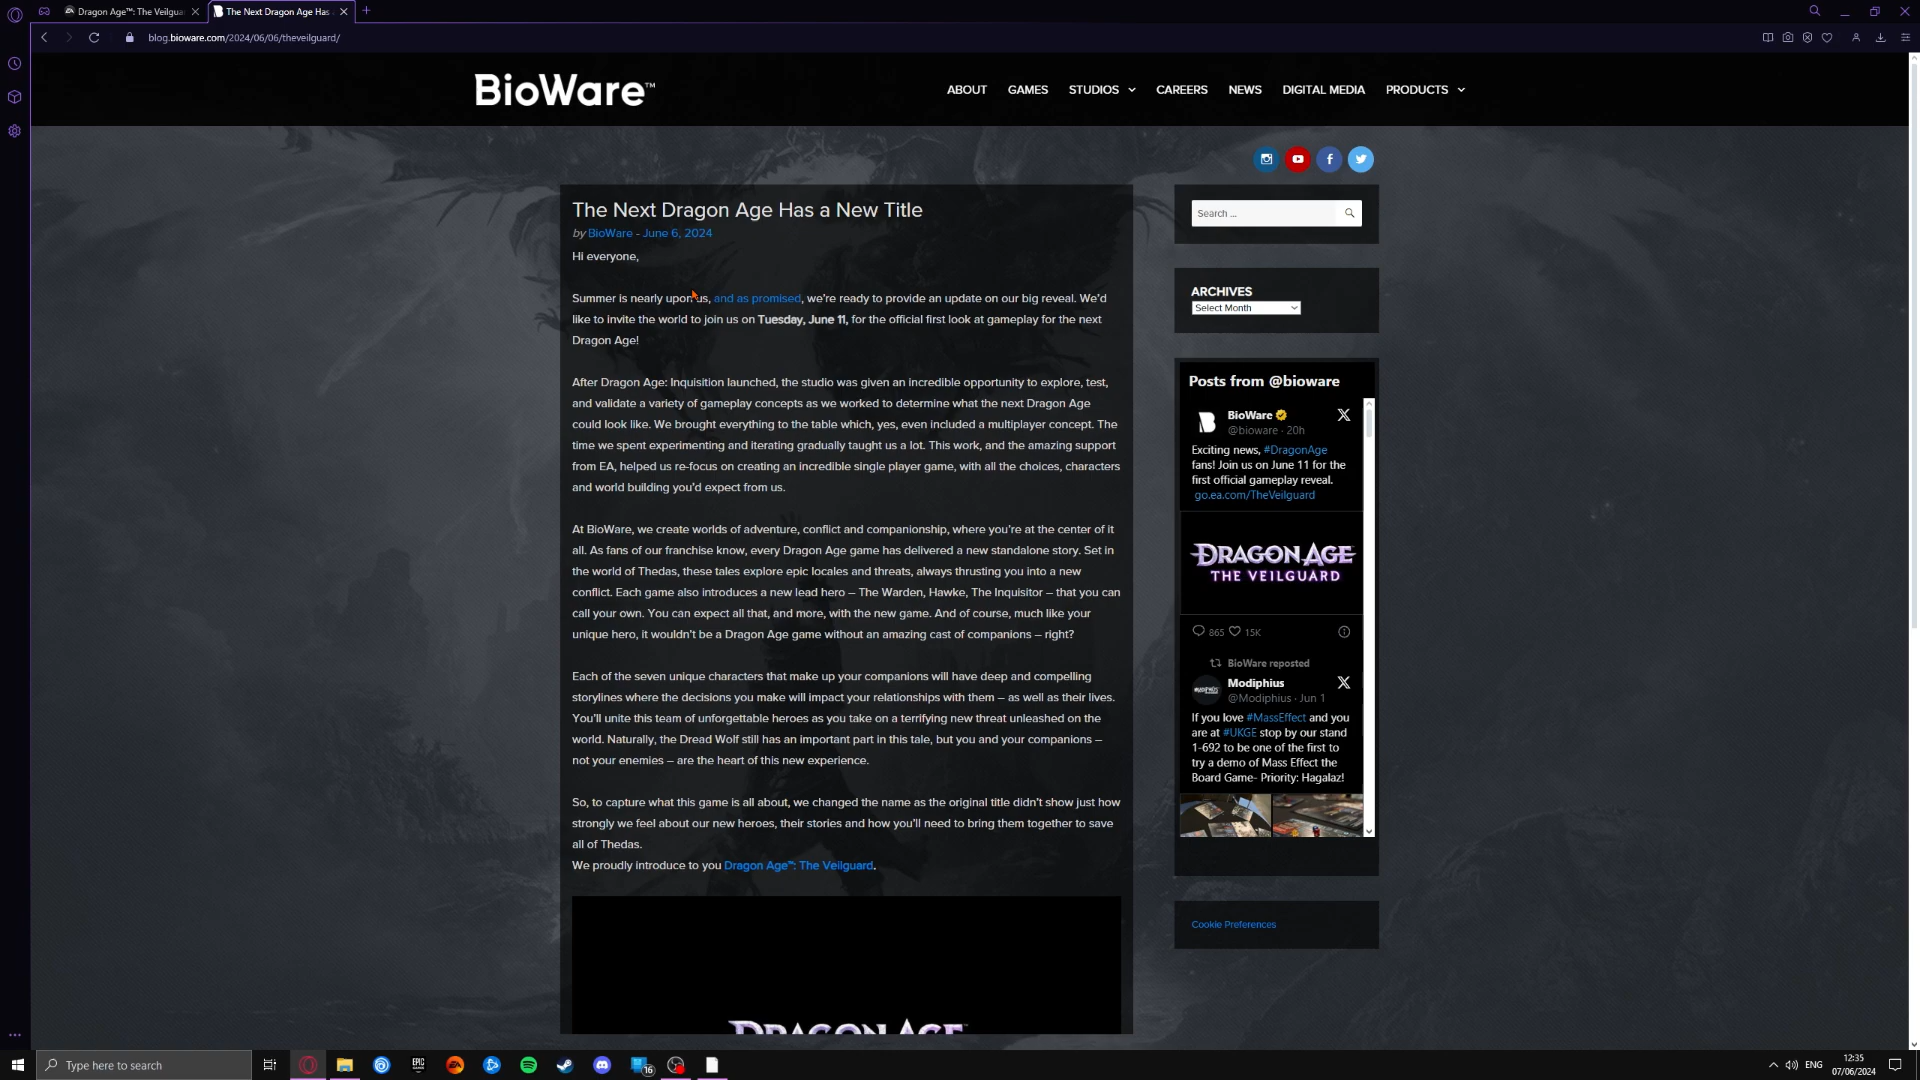 Dragon Age™: The Veilgua
The Next Dragon Age Has
blog.bioware.com/2024/06/06/theveilguard/
BioWare™
ABOUT
GAMES
STUDIOS
CAREERS
NEWS
DIGITAL MEDIA
PRODUCTS
The Next Dragon Age Has a New Title
by BioWare - June 6, 2024
Hi everyone,
Summer is nearly upon us, and as promised, we're ready to provide an update on our big reveal. We'd
like to invite the world to join us on Tuesday, June 11, for the official first look at gameplay for the next
Dragon Age!
After Dragon Age: Inquisition launched, the studio was given an incredible opportunity to explore, test,
and validate a variety of gameplay concepts as we worked to determine what the next Dragon Age
could look like. We brought everything to the table which, yes, even included a multiplayer concept. The
time we spent experimenting and iterating gradually taught us a lot. This work, and the amazing support
from EA, helped us re-focus on creating an incredible single player game, with all the choices, characters
and world building you'd expect from us.
At BioWare, we create worlds of adventure, conflict and companionship, where you're at the center of it
all. As fans of our franchise know, every Dragon Age game has delivered a new standalone story. Set in
the world of Thedas, these tales explore epic locales and threats, always thrusting you into a new
conflict. Each game also introduces a new lead hero – The Warden, Hawke, The Inquisitor – that you can
call your own. You can expect all that, and more, with the new game. And of course, much like your
unique hero, it wouldn't be a Dragon Age game without an amazing cast of companions – right?
Each of the seven unique characters that make up your companions will have deep and compelling
storylines where the decisions you make will impact your relationships with them – as well as their lives.
You'll unite this team of unforgettable heroes as you take on a terrifying new threat unleashed on the
world. Naturally, the Dread Wolf still has an important part in this tale, but you and your companions –
not your enemies – are the heart of this new experience.
So, to capture what this game is all about, we changed the name as the original title didn't show just how
strongly we feel about our new heroes, their stories and how you'll need to bring them together to save
all of Thedas.
We proudly introduce to you Dragon Age™: The Veilguard.
DRAGON AGE™
Search ...
ARCHIVES
Select Month
Posts from @bioware
BioWare
@bioware · 20h
Exciting news, #DragonAge
fans! Join us on June 11 for the
first official gameplay reveal.
go.ea.com/TheVeilguard
DRAGON AGE
THE VEILGUARD
865 15K
BioWare reposted
Modiphius
@Modiphius · Jun 1
If you love #MassEffect and you
are at #UKGE stop by our stand
1-692 to be one of the first to
try a demo of Mass Effect the
Board Game- Priority: Hagalaz!
Cookie Preferences
Type here to search
EPIC
EA
16
ENG
12:35
07/06/2024